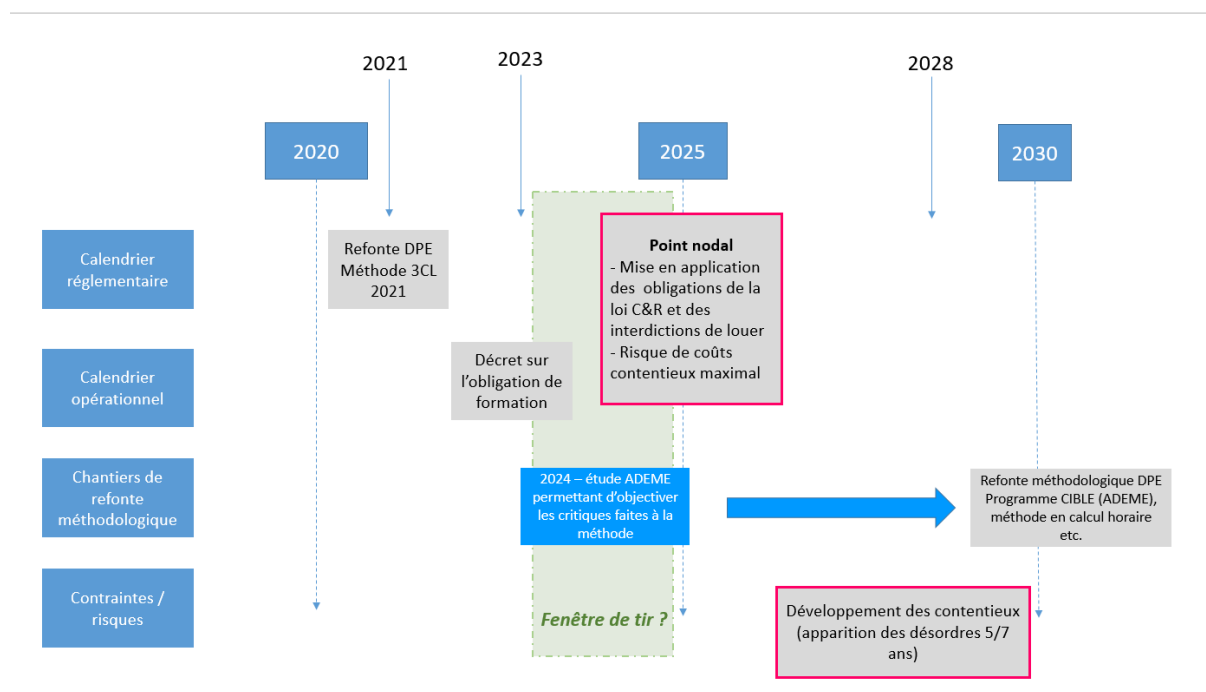 2021
2023
2028
2020
2025
2030
Calendrier
réglementaire
Refonte DPE
Méthode 3CL
2021
Point nodal
- Mise en application
des obligations de la
loi C&R et des
interdictions de louer
- Risque de coûts
contentieux maximal
Calendrier
opérationnel
Décret sur
l’obligation de
formation
Chantiers de
refonte
méthodologique
2024 – étude ADEME
permettant d’objectiver
les critiques faites à la
méthode
Refonte méthodologique DPE
Programme CIBLE (ADEME),
méthode en calcul horaire
etc.
Contraintes /
risques
Fenêtre de tir ?
Développement des contentieux
(apparition des désordres 5/7
ans)